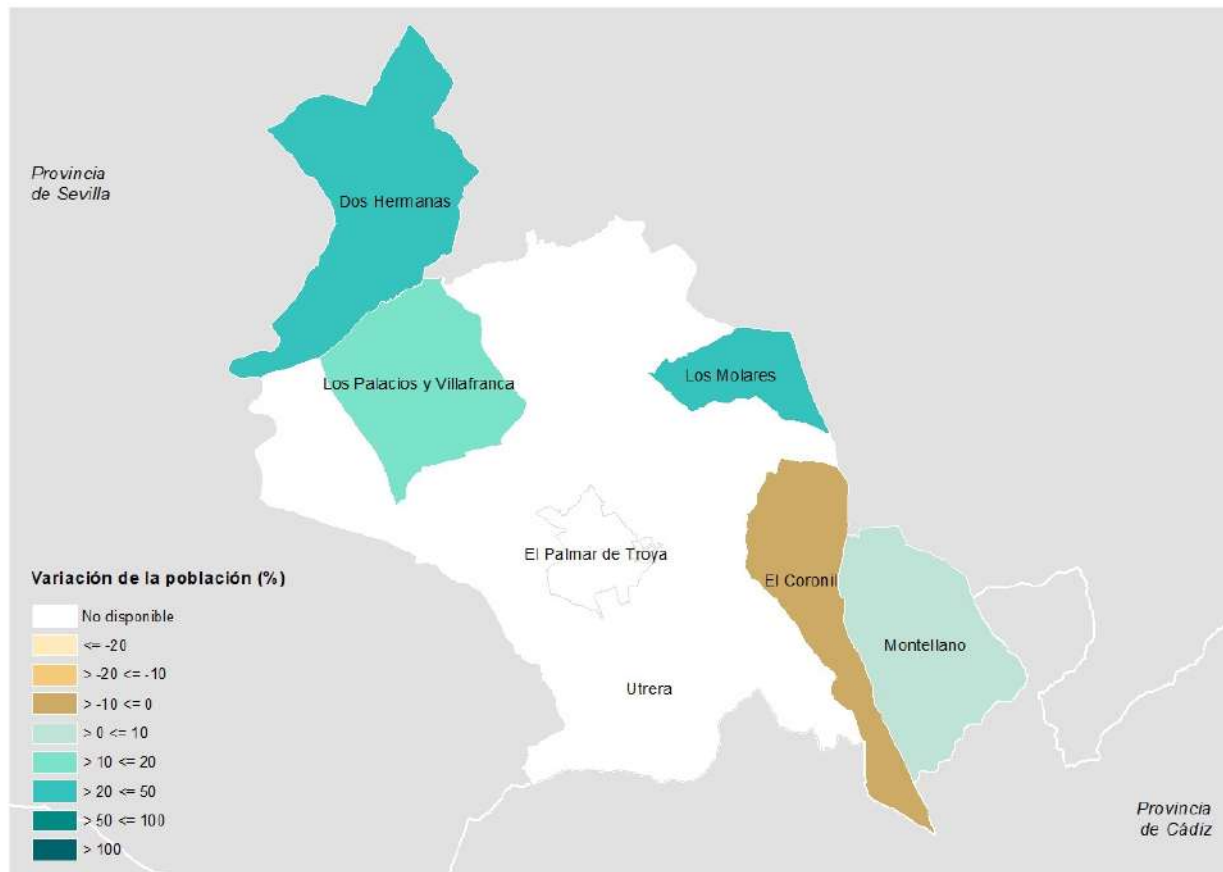 Provincia
de Sevilla
Dos Hermanas
Los Palacios y Villafranca
Los Molares
El Palmar de Troya
El Coronil
Montellano
Utrera
Variación de la población (%)
No disponible
<= -20
> -20 <= -10
> -10 <= 0
> 0 <= 10
> 10 <= 20
> 20 <= 50
> 50 <= 100
> 100
Provincia
de Cádiz